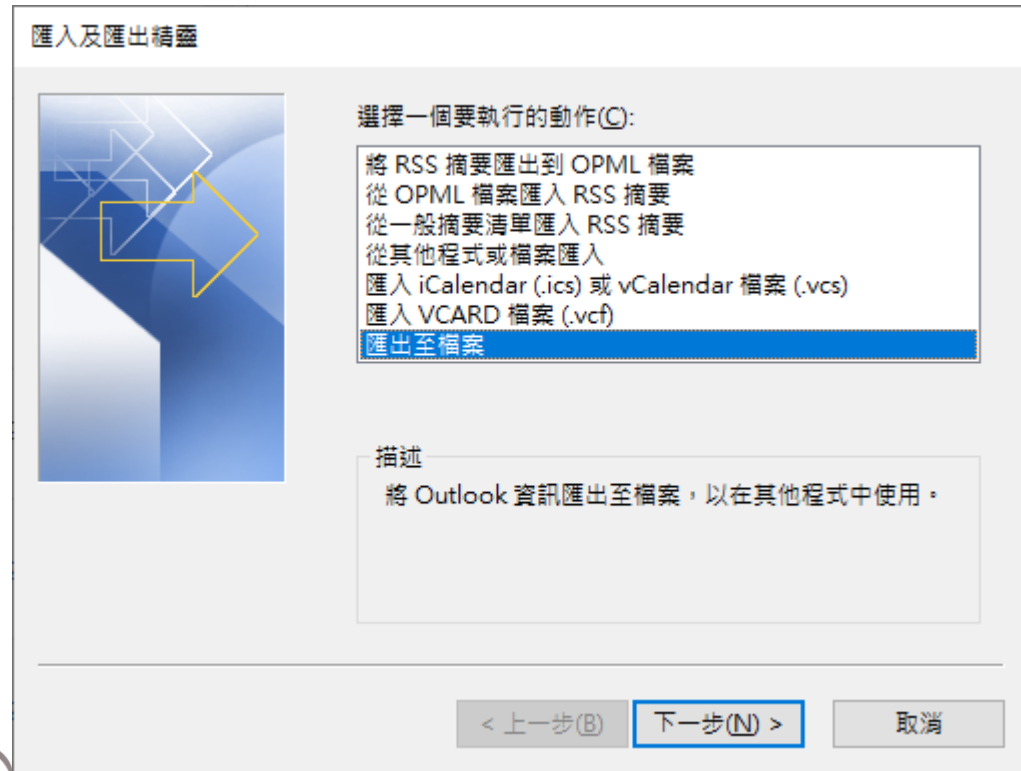 匯入及匯出精靈
選擇一個要執行的動作(C):
將 RSS 摘要匯出到 OPML 檔案
從 OPML 檔案匯入 RSS 摘要
從一般摘要清單匯入 RSS 摘要
從其他程式或檔案匯入
匯入 iCalendar (.ics) 或 vCalendar 檔案 (.vcs)
匯入 VCARD 檔案 (.vcf)
匯出至檔案
描述
將 Outlook 資訊匯出至檔案，以在其他程式中使用。
< 上一步(B) 下一步(N) > 取消